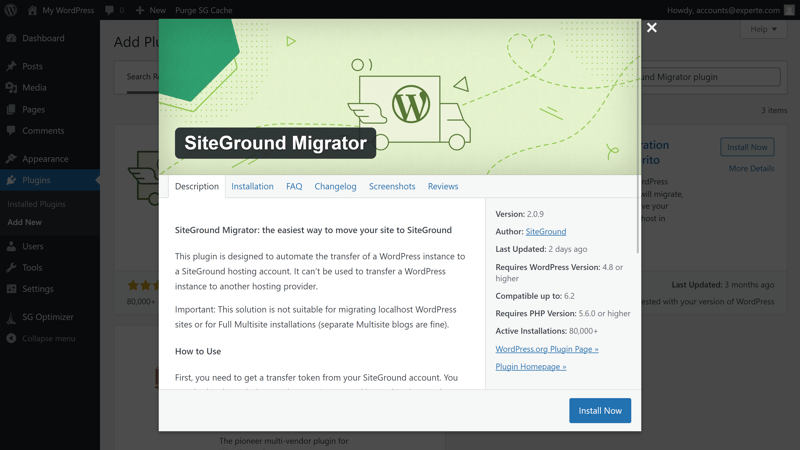 My WordPress
0
New
Purge SG Cache
Howdy, accounts@experte.com
Dashboard
Posts
Media
Pages
Comments
Appearance
Plugins
Installed Plugins
Add New
Users
Tools
Settings
SG Optimizer
Collapse menu
Add Plu
Help
Search Re
Migrator plugin
3 items
SiteGround Migrator
Description
Installation
FAQ
Changelog
Screenshots
Reviews
SiteGround Migrator: the easiest way to move your site to SiteGround
This plugin is designed to automate the transfer of a WordPress instance to
a SiteGround hosting account. It can't be used to transfer a WordPress
instance to another hosting provider.
Important: This solution is not suitable for migrating localhost WordPress
sites or for Full Multisite installations (separate Multisite blogs are fine).
How to Use
First, you need to get a transfer token from your SiteGround account. You
Version: 2.0.9
Author: SiteGround
Last Updated: 2 days ago
Requires WordPress Version: 4.8 or
higher
Compatible up to: 6.2
Requires PHP Version: 5.6.0 or higher
Active Installations: 80,000+
WordPress.org Plugin Page »
Plugin Homepage »
Install Now
ration
rito
Install Now
More Details
rdPress
will migrate,
ve your
host in
80,000+
Last Updated: 3 months ago
ested with your version of WordPress
The pioneer multi-vendor plugin for